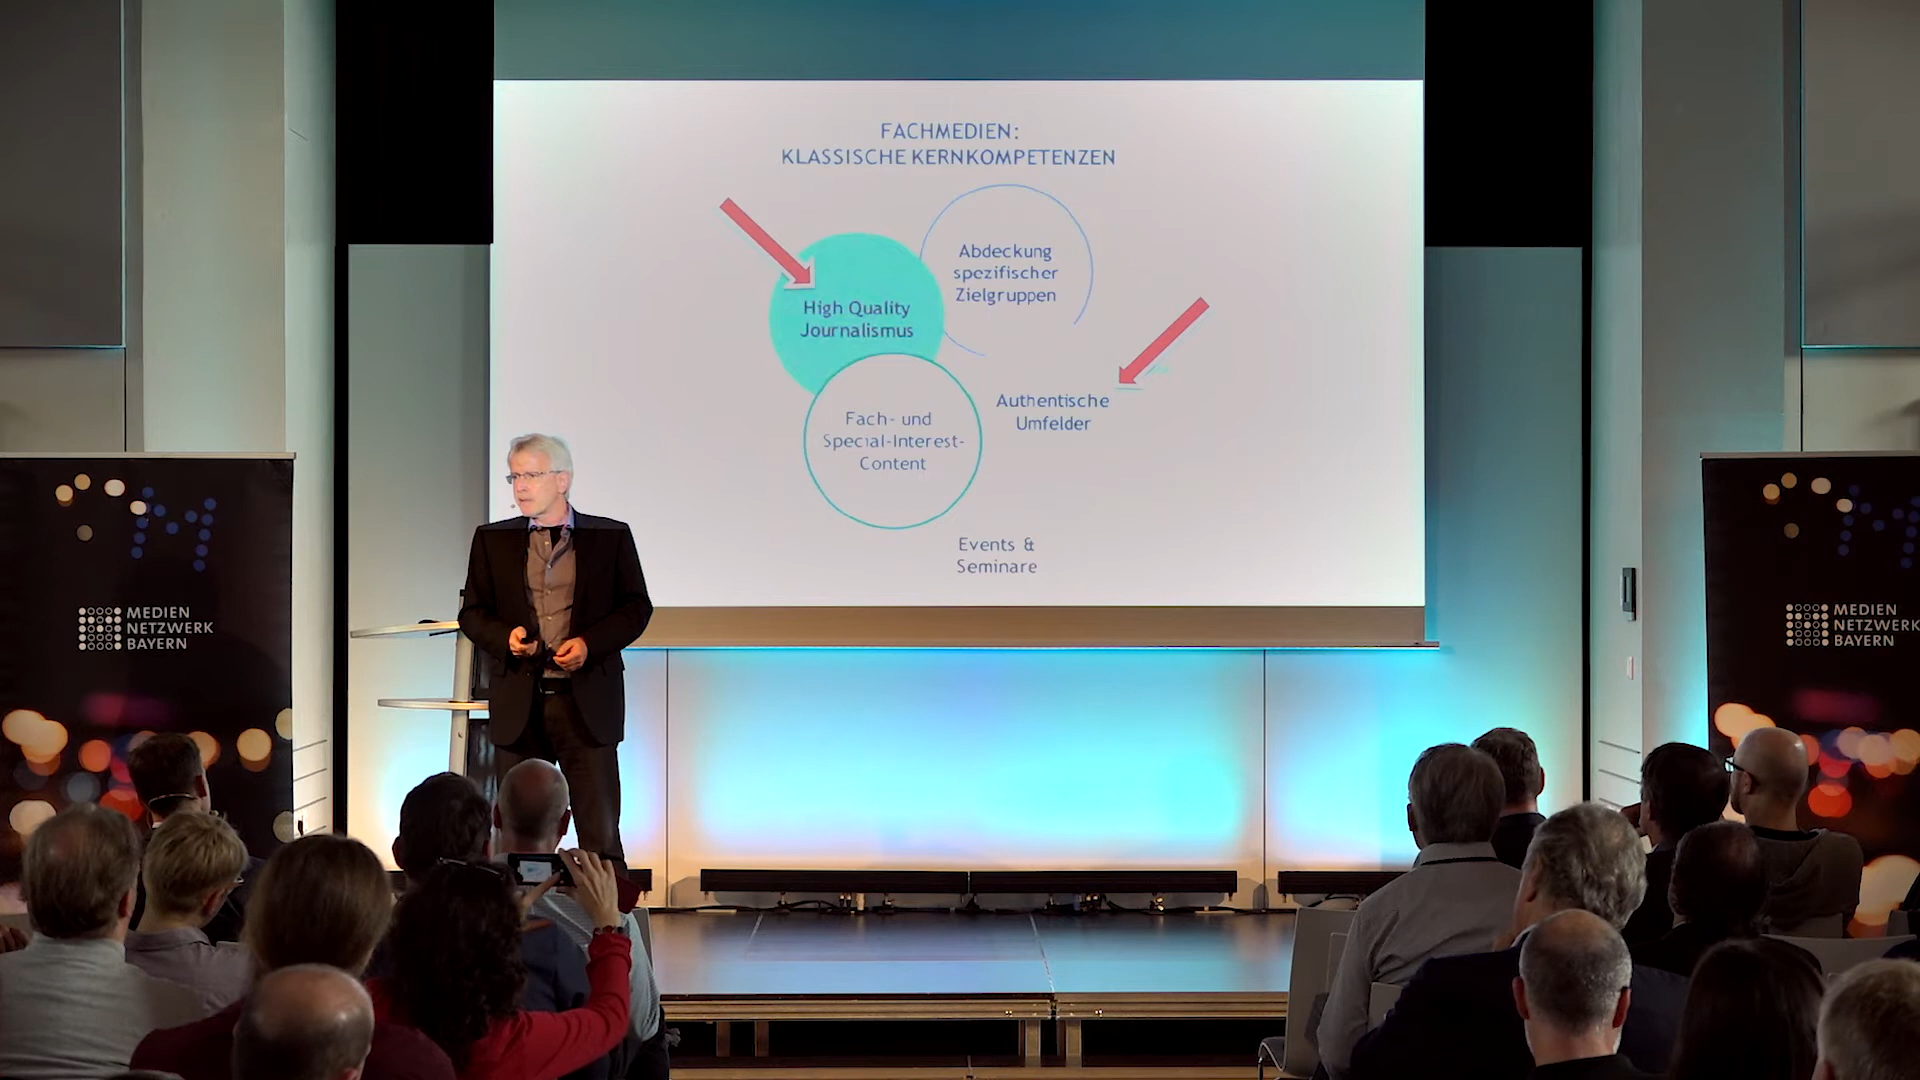 FACHMEDIEN:
KLASSISCHE KERNKOMPETENZEN
Abdeckung
spezifischer
Zielgruppen
High Quality
Journalismus
Authentische
Umfelder
Fach- und
Special-Interest-
Content
Events &
Seminare
MEDIEN
NETZWERK
BAYERN
MEDIEN
NETZWERK
BAYERN